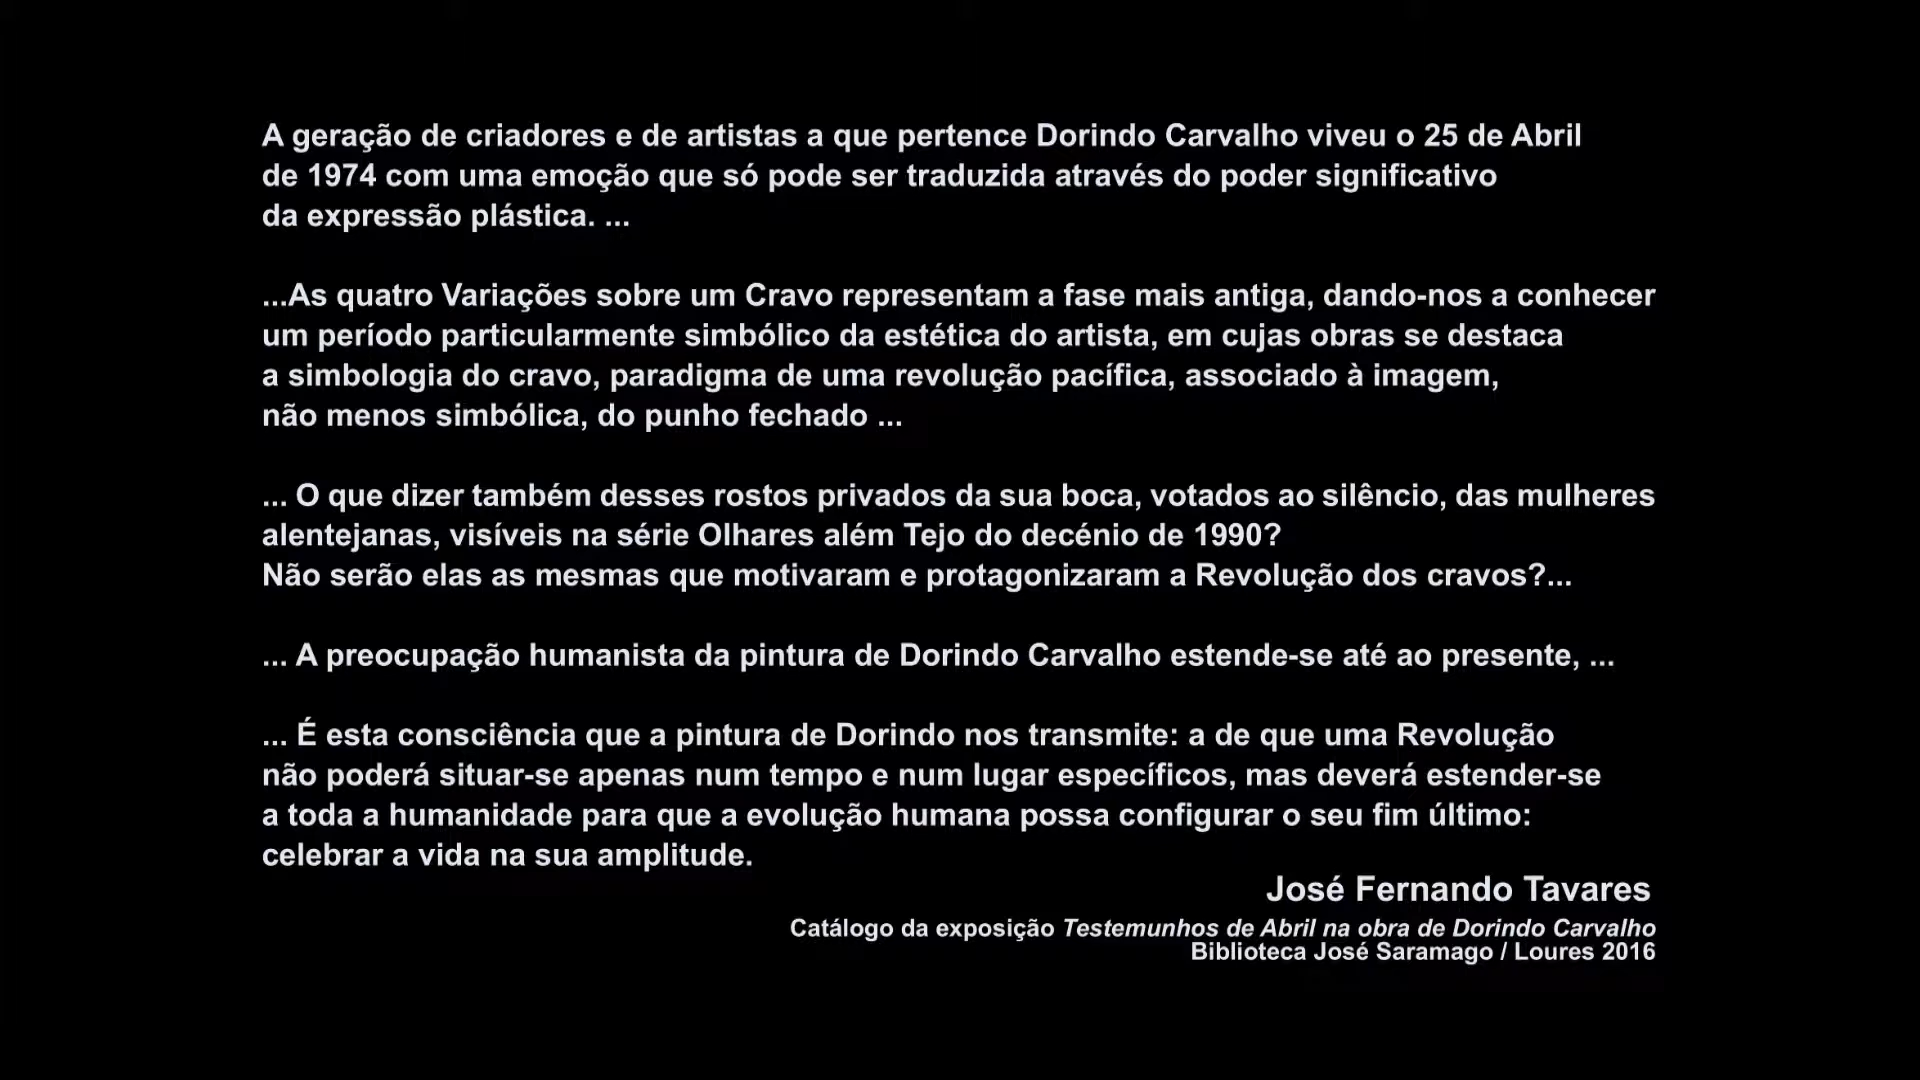 A geração de criadores e de artistas a que pertence Dorindo Carvalho viveu o 25 de Abril
de 1974 com uma emoção que só pode ser traduzida através do poder significativo
da expressão plástica. ...
...As quatro Variações sobre um Cravo representam a fase mais antiga, dando-nos a conhecer
um período particularmente simbólico da estética do artista, em cujas obras se destaca
a simbologia do cravo, paradigma de uma revolução pacífica, associado à imagem,
não menos simbólica, do punho fechado ...
... O que dizer também desses rostos privados da sua boca, votados ao silêncio, das mulheres
alentejanas, visíveis na série Olhares além Tejo do decénio de 1990?
Não serão elas as mesmas que motivaram e protagonizaram a Revolução dos cravos?...
... A preocupação humanista da pintura de Dorindo Carvalho estende-se até ao presente, ...
... É esta consciência que a pintura de Dorindo nos transmite: a de que uma Revolução
não poderá situar-se apenas num tempo e num lugar específicos, mas deverá estender-se
a toda a humanidade para que a evolução humana possa configurar o seu fim último:
celebrar a vida na sua amplitude.
José Fernando Tavares
Catálogo da exposição Testemunhos de Abril na obra de Dorindo Carvalho
Biblioteca José Saramago / Loures 2016